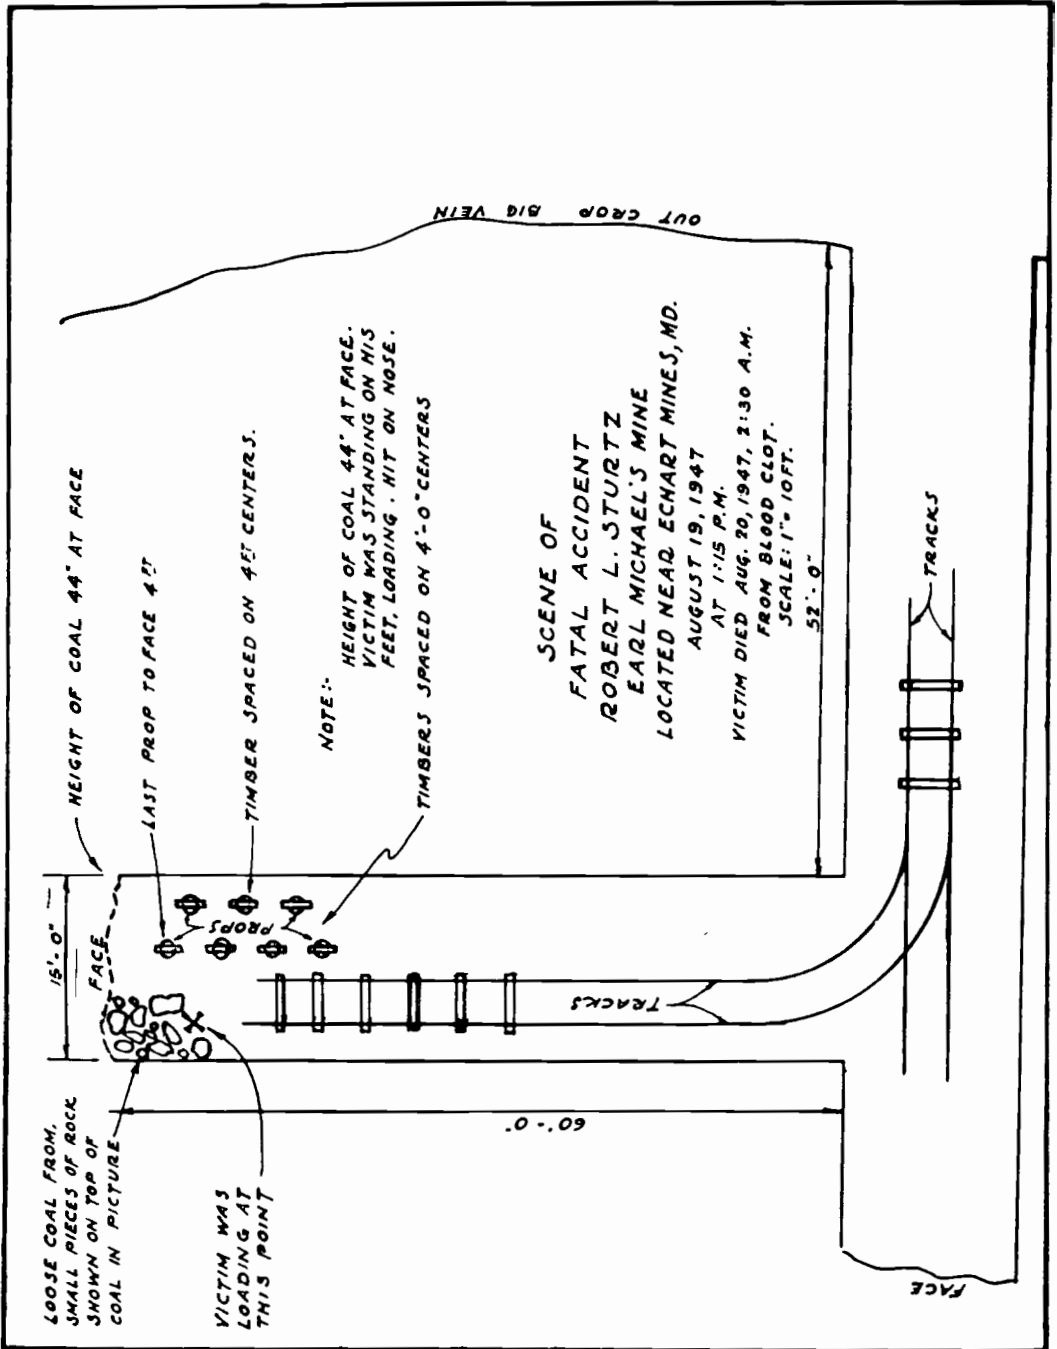 LOOSE COAL FROM,
SMALL PIECES OF ROCK
SHOWN ON TOP OF
COAL IN PICTURE
VICTIM WAS
LOADING AT
THIS POINT
15'-0"
FACE
HEIGHT OF COAL 44" AT FACE
LAST PROP TO FACE 4 FT
PROPS
TIMBER SPACED ON 4FT CENTERS.
NOTE:-
HEIGHT OF COAL 44" AT FACE.
VICTIM WAS STANDING ON HIS
FEET, LOADING. HIT ON NOSE.
TIMBERS SPACED ON 4'-0" CENTERS
OUT CROP BIG VEIN
60'-0"
TRACKS
SCENE OF
FATAL ACCIDENT
ROBERT L. STURTZ
EARL MICHAEL'S MINE
LOCATED NEAR ECHART MINES, MD.
AUGUST 19, 1947
AT 1:15 P.M.
VICTIM DIED AUG. 20, 1947, 2:30 A.M.
FROM BLOOD CLOT.
SCALE: 1"= 10FT.
52'-0"
TRACKS
FACE